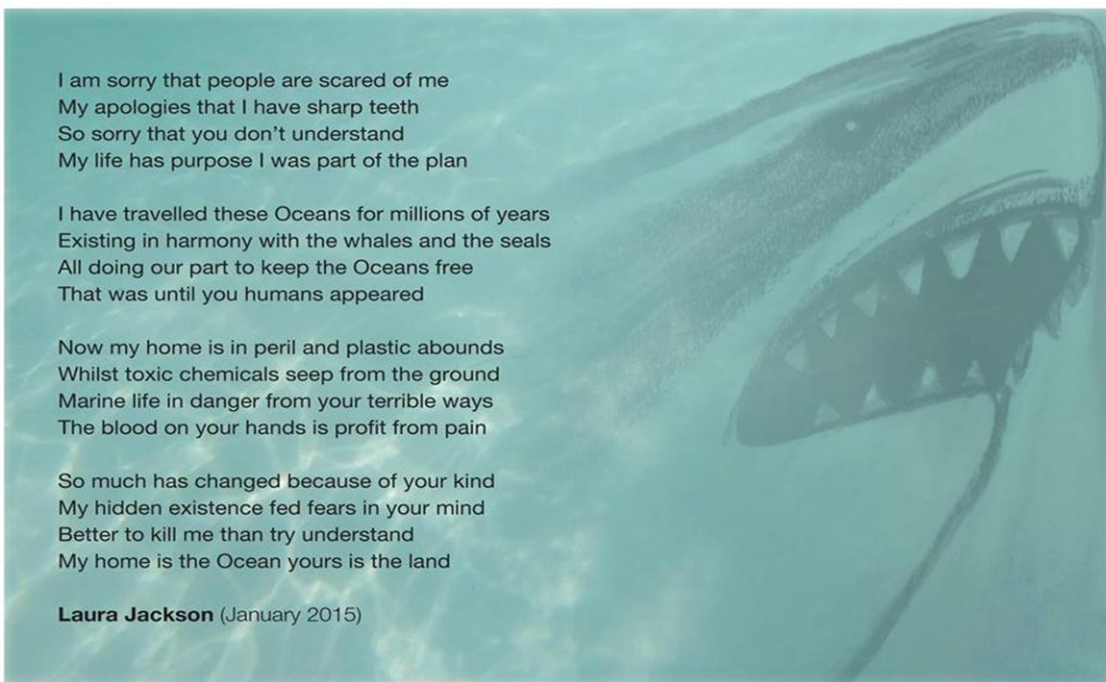 I am sorry that people are scared of me
My apologies that I have sharp teeth
So sorry that you don't understand
My life has purpose I was part of the plan
I have travelled these Oceans for millions of years
Existing in harmony with the whales and the seals
All doing our part to keep the Oceans free
That was until you humans appeared
Now my home is in peril and plastic abounds
Whilst toxic chemicals seep from the ground
Marine life in danger from your terrible ways
The blood on your hands is profit from pain
So much has changed because of your kind
My hidden existence fed fears in your mind
Better to kill me than try understand
My home is the Ocean yours is the land
Laura Jackson (January 2015)